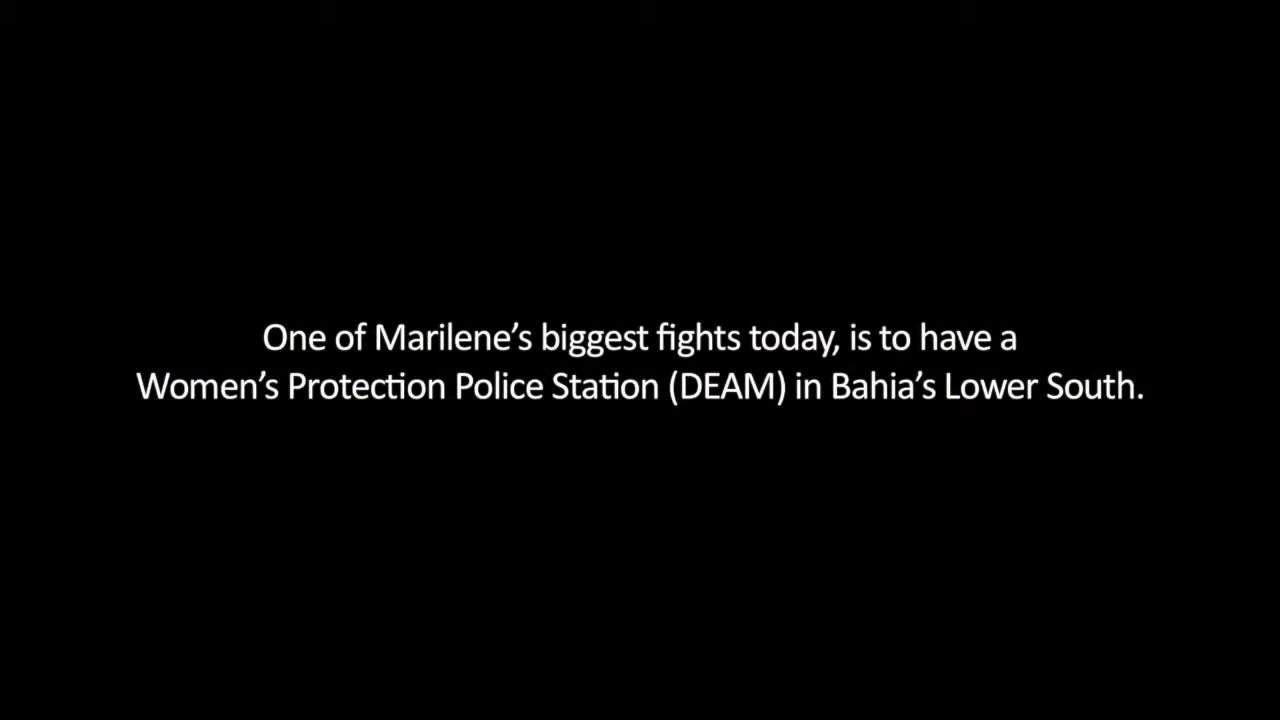 One of Marilene’s biggest fights today, is to have a
Women’s Protection Police Station (DEAM) in Bahia’s Lower South.